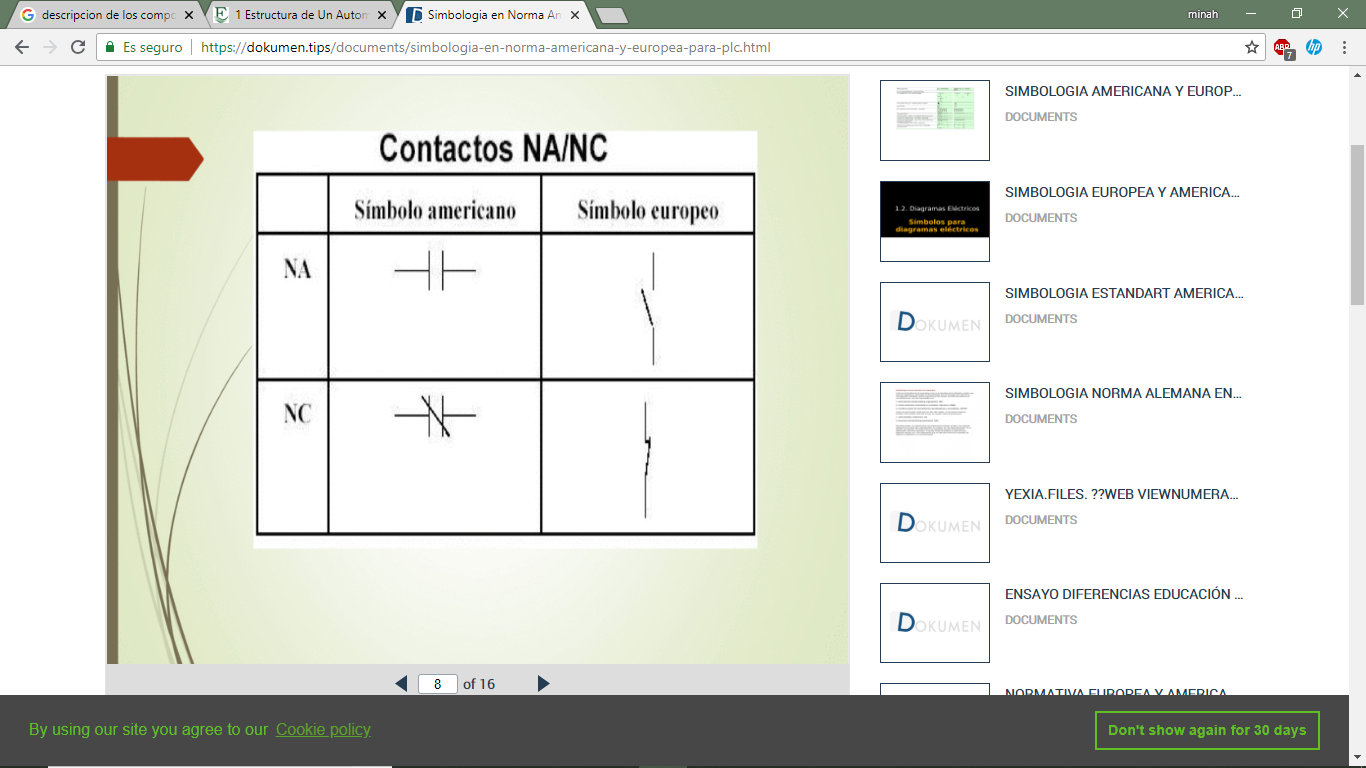 descripcion de los compo
1 Estructura de Un Autom
Simbologia en Norma Am
minah
Es seguro
https://dokumen.tips/documents/simbologia-en-norma-americana-y-europea-para-plc.html
ABP
7
hp
Contactos NA/NC
Símbolo americano
Símbolo europeo
NA
NC
8 of 16
SIMBOLOGIA AMERICANA Y EUROP...
DOCUMENTS
1.2. Diagramas Eléctricos
Símbolos para
diagramas eléctricos
SIMBOLOGIA EUROPEA Y AMERICA...
DOCUMENTS
DOKUMEN
SIMBOLOGIA ESTANDART AMERICA...
DOCUMENTS
SIMBOLOGIA NORMA ALEMANA EN...
DOCUMENTS
DOKUMEN
YEXIA.FILES. ??WEB VIEWNUMERA...
DOCUMENTS
DOKUMEN
ENSAYO DIFERENCIAS EDUCACIÓN ...
DOCUMENTS
NORMATIVA EUROPEA Y AMERICA
By using our site you agree to our Cookie policy
Don't show again for 30 days